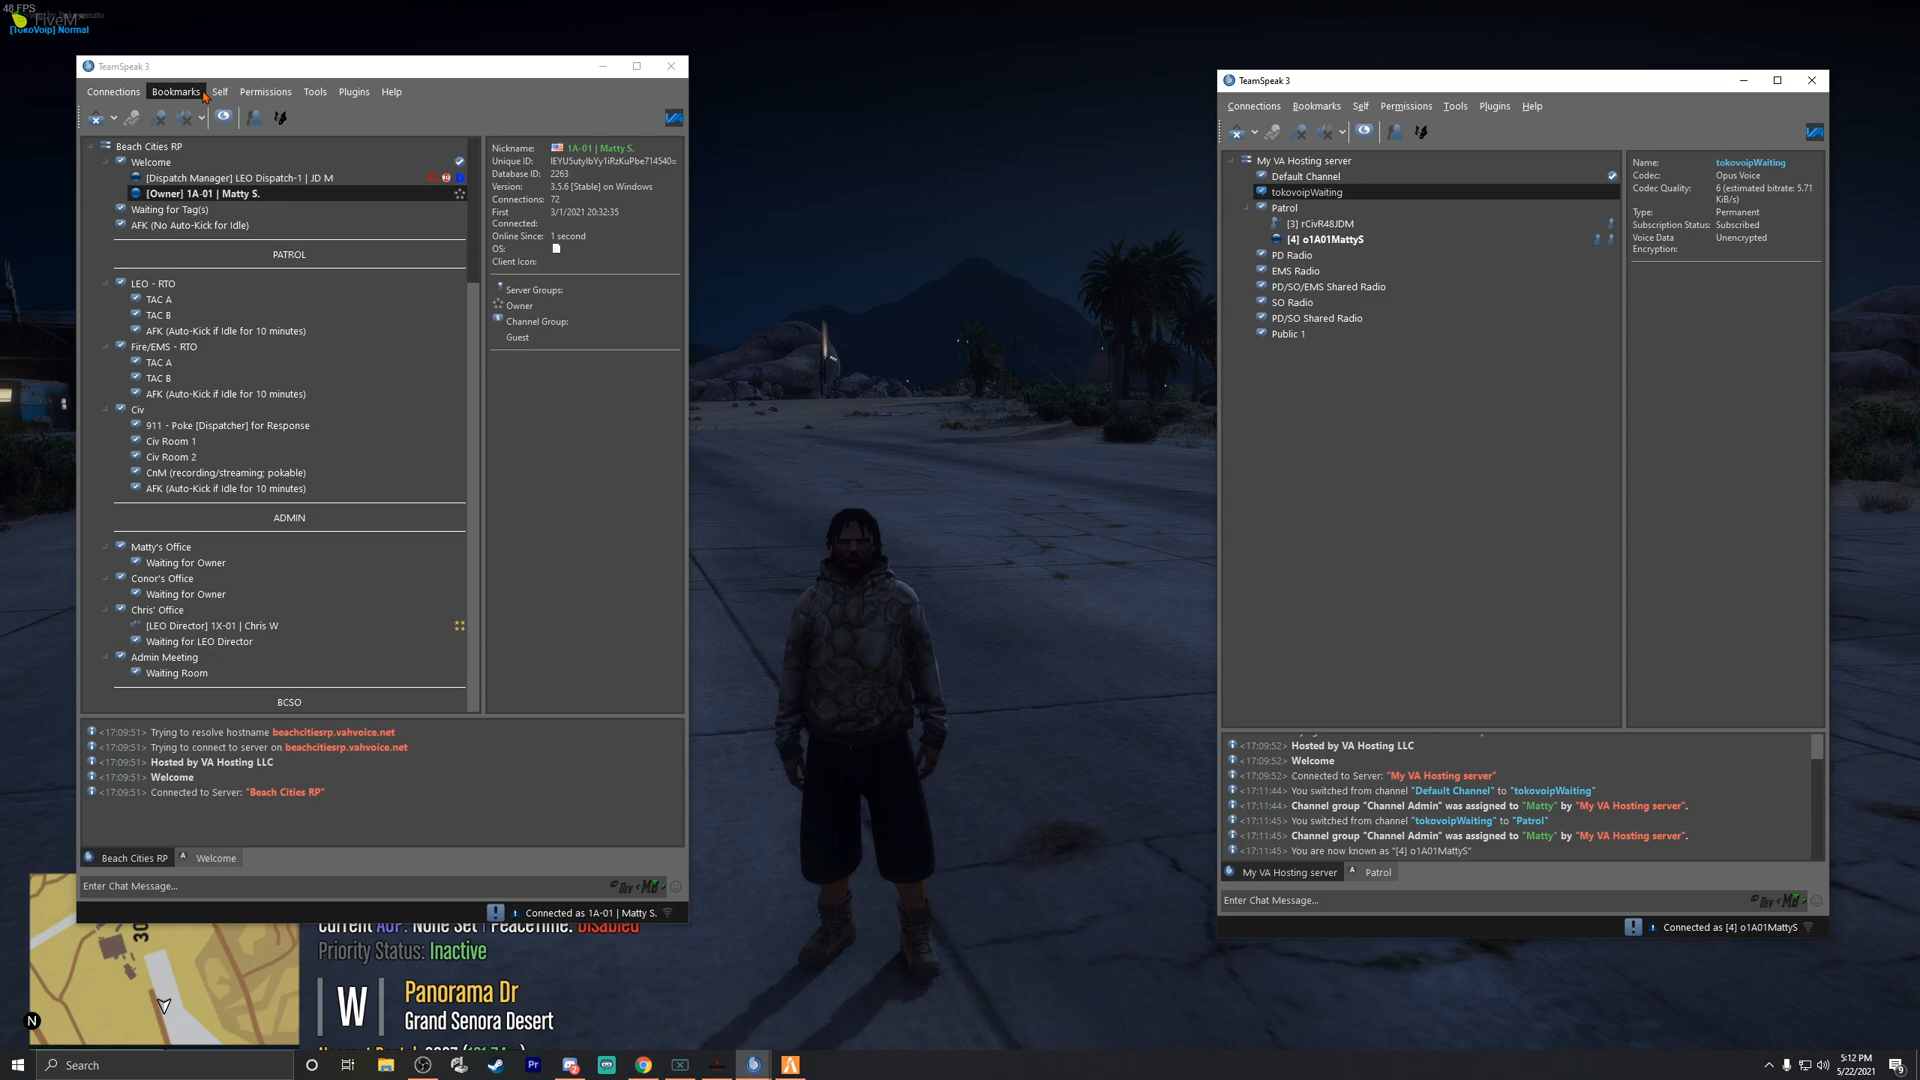 48 FPS
FiveM
[TokoVoip] Normal
TeamSpeak 3
Connections Bookmarks Self Permissions Tools Plugins Help
Beach Cities RP
Welcome
[Dispatch Manager] LEO Dispatch-1 | JD M
[Owner] 1A-01 | Matty S.
Waiting for Tag(s)
AFK (No Auto-Kick for Idle)
PATROL
LEO - RTO
TAC A
TAC B
AFK (Auto-Kick if Idle for 10 minutes)
Fire/EMS - RTO
TAC A
TAC B
AFK (Auto-Kick if Idle for 10 minutes)
Civ
911 - Poke [Dispatcher] for Response
Civ Room 1
Civ Room 2
CnM (recording/streaming; pokable)
AFK (Auto-Kick if Idle for 10 minutes)
ADMIN
Matty's Office
Waiting for Owner
Conor's Office
Waiting for Owner
Chris' Office
[LEO Director] 1X-01 | Chris W
Waiting for LEO Director
Admin Meeting
Waiting Room
BCSO
Nickname: 1A-01 | Matty S.
Unique ID: IEYU5utyIbYy1iRzKuPbe714540=
Database ID: 2263
Version: 3.5.6 [Stable] on Windows
Connections: 72
First Connected: 3/1/2021 20:32:35
Online Since: 1 second
OS:
Client Icon:
Server Groups:
Owner
Channel Group:
Guest
<17:09:51> Trying to resolve hostname beachcitiesrp.vahvoice.net
<17:09:51> Trying to connect to server on beachcitiesrp.vahvoice.net
<17:09:51> Hosted by VA Hosting LLC
<17:09:51> Welcome
<17:09:51> Connected to Server: "Beach Cities RP"
Beach Cities RP Welcome
Enter Chat Message...
Connected as 1A-01 | Matty S.
TeamSpeak 3
Connections Bookmarks Self Permissions Tools Plugins Help
My VA Hosting server
Default Channel
tokovoipWaiting
Patrol
[3] rCivR48JDM
[4] o1A01MattyS
PD Radio
EMS Radio
PD/SO/EMS Shared Radio
SO Radio
PD/SO Shared Radio
Public 1
Name: tokovoipWaiting
Codec: Opus Voice
Codec Quality: 6 (estimated bitrate: 5.71 KiB/s)
Type: Permanent
Subscription Status: Subscribed
Voice Data Encryption: Unencrypted
<17:09:52> Hosted by VA Hosting LLC
<17:09:52> Welcome
<17:09:52> Connected to Server: "My VA Hosting server"
<17:11:44> You switched from channel "Default Channel" to "tokovoipWaiting"
<17:11:44> Channel group "Channel Admin" was assigned to "Matty" by "My VA Hosting server".
<17:11:45> You switched from channel "tokovoipWaiting" to "Patrol"
<17:11:45> Channel group "Channel Admin" was assigned to "Matty" by "My VA Hosting server".
<17:11:45> You are now known as "[4] o1A01MattyS"
My VA Hosting server Patrol
Enter Chat Message...
Connected as [4] o1A01MattyS
Current AOP: None Set | PeaceTime: Disabled
Priority Status: Inactive
W
Panorama Dr
Grand Senora Desert
N
Search
5:12 PM
5/22/2021